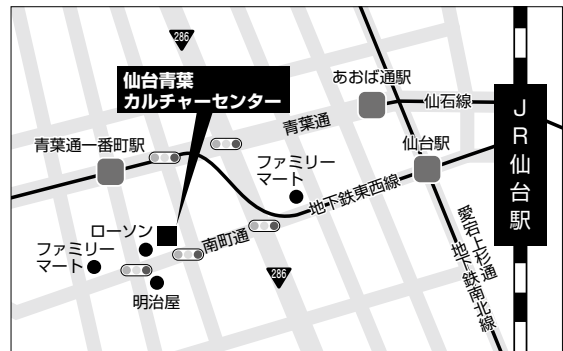 286
仙台青葉
カルチャーセンター
あおば通駅
仙石線
JR仙台駅
青葉通
青葉通一番町駅
仙台駅
ファミリー
マート
地下鉄東西線
ローソン
南町通
ファミリー
マート
愛宕上杉通
地下鉄南北線
286
明治屋